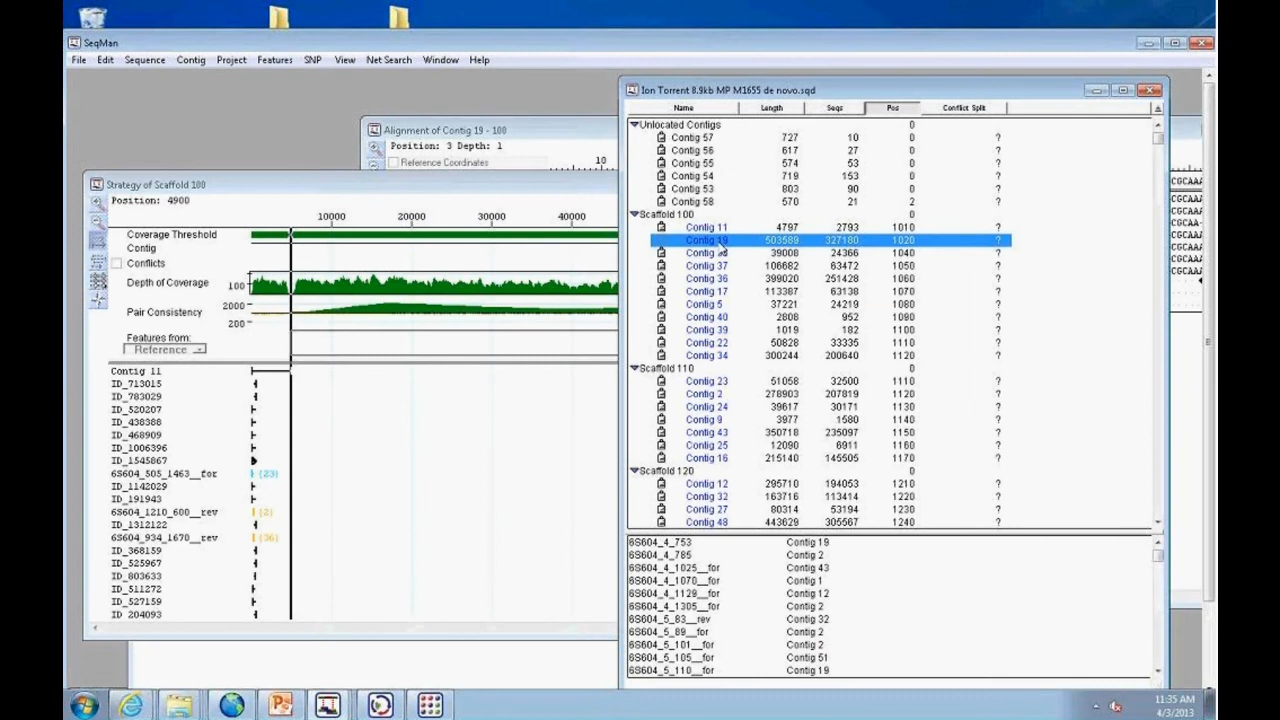 SeqMan
File Edit Sequence Contig Project Features SNP View Net Search Window Help
Ion Torrent 8.9kb MP M1655 de novo.sqd
Name Length Seqs Pos Conflict Split
Unlocated Contigs 0
Contig 57 727 10 0 ?
Contig 56 617 27 0 ?
Contig 55 574 53 0 ?
Contig 54 719 153 0 ?
Contig 53 803 90 0 ?
Contig 58 570 21 2 ?
Scaffold 100 0
Contig 11 4797 2793 1010 ?
Contig 19 503589 327180 1020 ?
Contig 39008 24366 1040 ?
Contig 37 106682 63472 1050 ?
Contig 36 399020 251428 1060 ?
Contig 17 113387 63138 1070 ?
Contig 5 37221 24219 1080 ?
Contig 40 2808 952 1090 ?
Contig 39 1019 182 1100 ?
Contig 22 50828 33335 1110 ?
Contig 34 300244 200640 1120 ?
Scaffold 110 0
Contig 23 51058 32500 1110 ?
Contig 2 278903 207819 1120 ?
Contig 24 39617 30171 1130 ?
Contig 9 3977 1580 1140 ?
Contig 43 350718 235097 1150 ?
Contig 25 12090 6911 1160 ?
Contig 16 215140 145505 1170 ?
Scaffold 120 0
Contig 12 295710 194053 1210 ?
Contig 32 163716 113414 1220 ?
Contig 27 80314 53194 1230 ?
Contig 48 443629 305567 1240 ?
6S604_4_753 Contig 19
6S604_4_785 Contig 2
6S604_4_1025__for Contig 43
6S604_4_1070__for Contig 1
6S604_4_1129__for Contig 12
6S604_4_1305__for Contig 2
6S604_5_83__rev Contig 32
6S604_5_89__for Contig 2
6S604_5_101__for Contig 2
6S604_5_105__for Contig 51
6S604_5_110__for Contig 19
Alignment of Contig 19 - 100
Position: 3 Depth: 1
Reference Coordinates
10
Strategy of Scaffold 100
Position: 4900
10000 20000 30000 40000
Coverage Threshold
Contig
Conflicts
Depth of Coverage 100
Pair Consistency 2000
200
Features from:
Reference
Contig 11
ID_713015
ID_783029
ID_520207
ID_438388
ID_468909
ID_1006396
ID_1545867
6S604_505_1463__for (23)
ID_1142029
ID_191943
6S604_1210_600__rev (2)
ID_1312122
6S604_934_1670__rev (36)
ID_368159
ID_525967
ID_803633
ID_511272
ID_527159
ID_204093
CGCAAA
CGCAAA
CGCAAA
CGCAAA
CGCAAA
CGCAAA
CGCAAA
CGCAAA
11:35 AM
4/3/2013